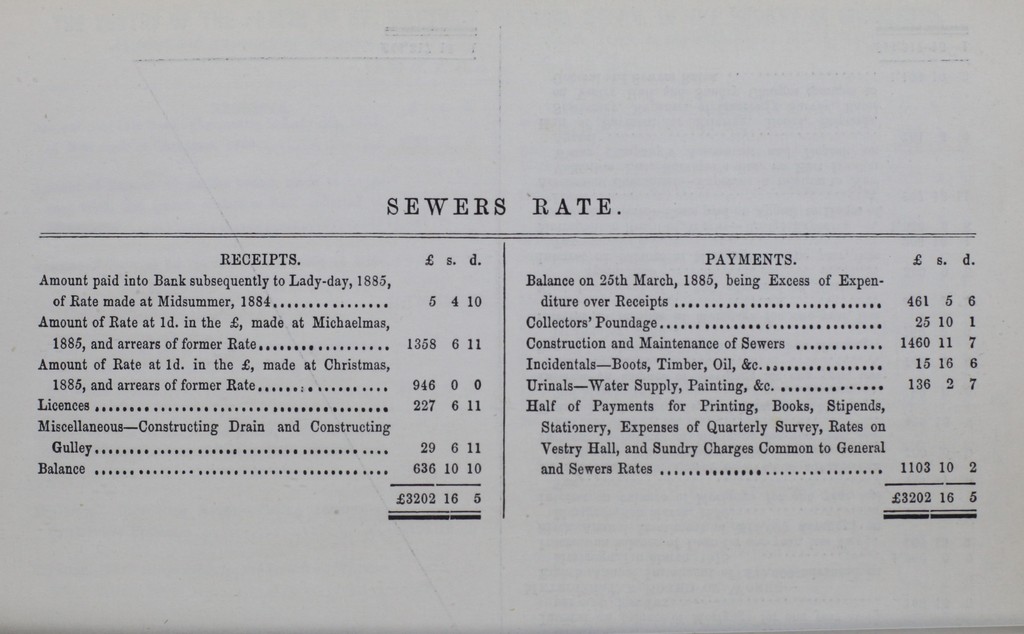 SEWERS RATE.
RECEIPTS. £ s. d.
Amount paid into Bank subsequently to Lady-day, 1885,
of Rate made at Midsummer, 1884................ 5 4 10
Amount of Rate at 1d. in the £, made at Michaelmas,
1885, and arrears of former Rate.................. 1358 6 11
Amount of Rate at 1d. in the £, made at Christmas,
1885, and arrears of former Rate.................. 946 0 0
Licences ........................................ 227 6 11
Miscellaneous—Constructing Drain and Constructing
Gulley........................................ 29 6 11
Balance ........................................ 636 10 10
£3202 16 5
PAYMENTS. £ s. d.
Balance on 25th March, 1885, being Excess of Expen-
diture over Receipts ............................ 461 5 6
Collectors' Poundage.............................. 25 10 1
Construction and Maintenance of Sewers ............ 1460 11 7
Incidentals—Boots, Timber, Oil, &c................. 15 16 6
Urinals—Water Supply, Painting, &c. .............. 136 2 7
Half of Payments for Printing, Books, Stipends,
Stationery, Expenses of Quarterly Survey, Rates on
Vestry Hall, and Sundry Charges Common to General
and Sewers Rates .............................. 1103 10 2
£3202 16 5